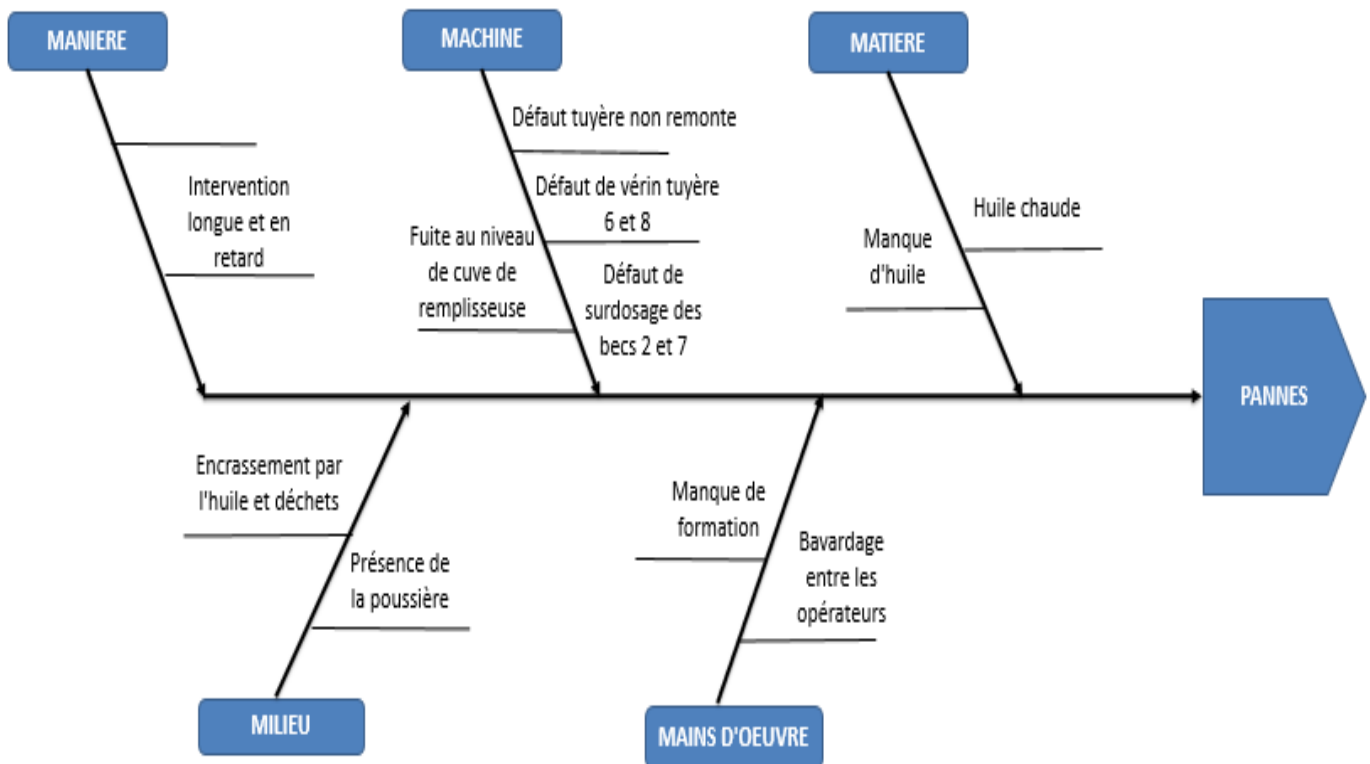 MANIERE
MACHINE
MATIERE
Intervention
longue et en
retard
Défaut tuyère non remonte
Défaut de vérin tuyère
6 et 8
Fuite au niveau
de cuve de
remplisseuse
Défaut de
surdosage des
becs 2 et 7
Huile chaude
Manque
d'huile
PANNES
Encrassement par
l'huile et déchets
Présence de
la poussière
Manque de
formation
Bavardage
entre les
opérateurs
MILIEU
MAINS D'OEUVRE